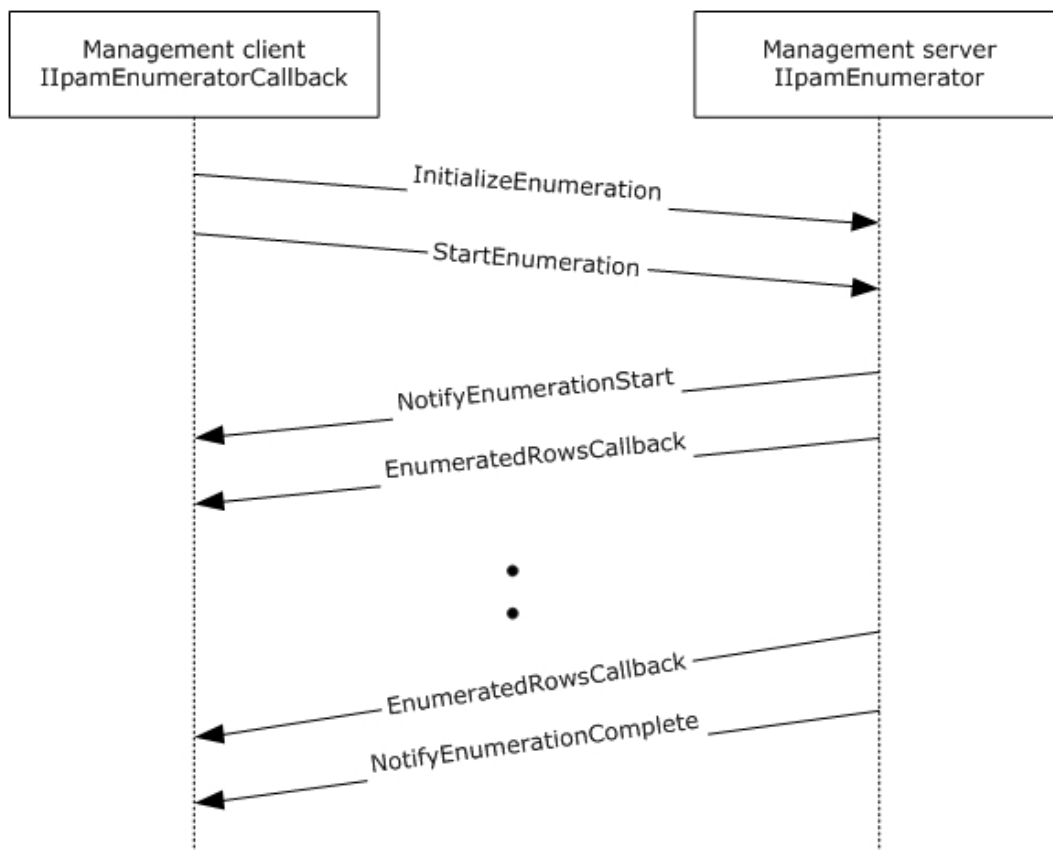 Management client
IIpamEnumeratorCallback
Management server
IIpamEnumerator
InitializeEnumeration
StartEnumeration
NotifyEnumerationStart
EnumeratedRowsCallback
EnumeratedRowsCallback
NotifyEnumerationComplete